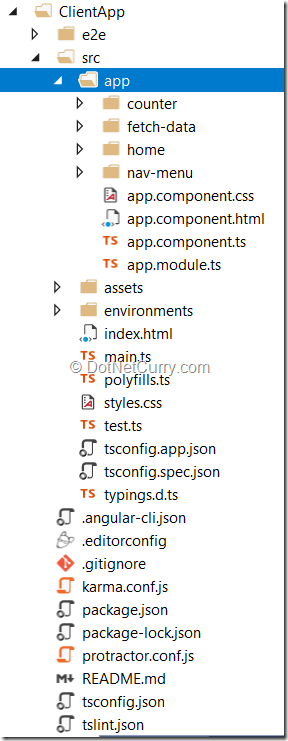 ClientApp
e2e
src
app
counter
fetch-data
home
nav-menu
app.component.css
app.component.html
TS app.component.ts
TS app.module.ts
assets
environments
index.html
TS main.ts
© DotNetCurry.com
TS polyfills.ts
styles.css
TS test.ts
tsconfig.app.json
tsconfig.spec.json
TS typings.d.ts
.angular-cli.json
.editorconfig
.gitignore
karma.conf.js
package.json
package-lock.json
protractor.conf.js
M README.md
tsconfig.json
tslint.json